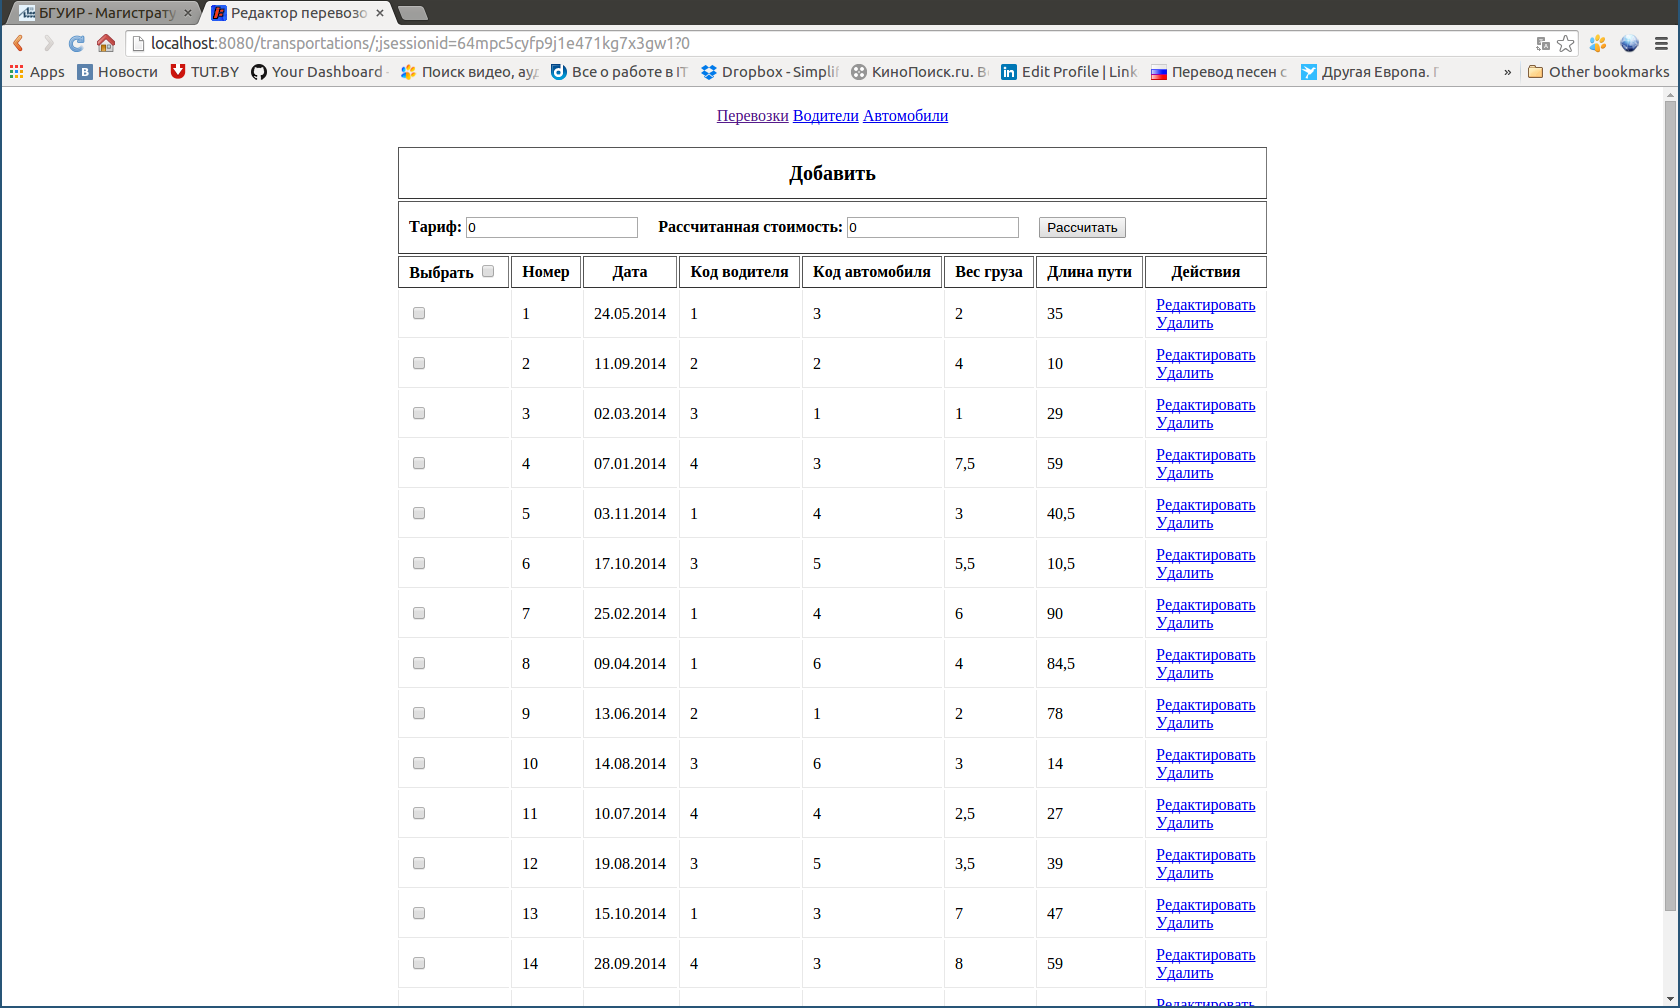 БГУИР - Магистрату
Редактор перевозо
localhost:8080/transportations/;jsessionid=64mpc5cyfp9j1e471kg7x3gw1?0
Apps Новости TUT.BY Your Dashboard Поиск видео, ауд Все о работе в IT Dropbox - Simplif КиноПоиск.ru. В Edit Profile | Link Перевод песен с Другая Европа. Г » Other bookmarks
Перевозки Водители Автомобили
Добавить
Тариф: 0 Рассчитанная стоимость: 0 Рассчитать
Выбрать Номер Дата Код водителя Код автомобиля Вес груза Длина пути Действия
1 24.05.2014 1 3 2 35 Редактировать
Удалить
2 11.09.2014 2 2 4 10 Редактировать
Удалить
3 02.03.2014 3 1 1 29 Редактировать
Удалить
4 07.01.2014 4 3 7,5 59 Редактировать
Удалить
5 03.11.2014 1 4 3 40,5 Редактировать
Удалить
6 17.10.2014 3 5 5,5 10,5 Редактировать
Удалить
7 25.02.2014 1 4 6 90 Редактировать
Удалить
8 09.04.2014 1 6 4 84,5 Редактировать
Удалить
9 13.06.2014 2 1 2 78 Редактировать
Удалить
10 14.08.2014 3 6 3 14 Редактировать
Удалить
11 10.07.2014 4 4 2,5 27 Редактировать
Удалить
12 19.08.2014 3 5 3,5 39 Редактировать
Удалить
13 15.10.2014 1 3 7 47 Редактировать
Удалить
14 28.09.2014 4 3 8 59 Редактировать
Удалить
Редактировать